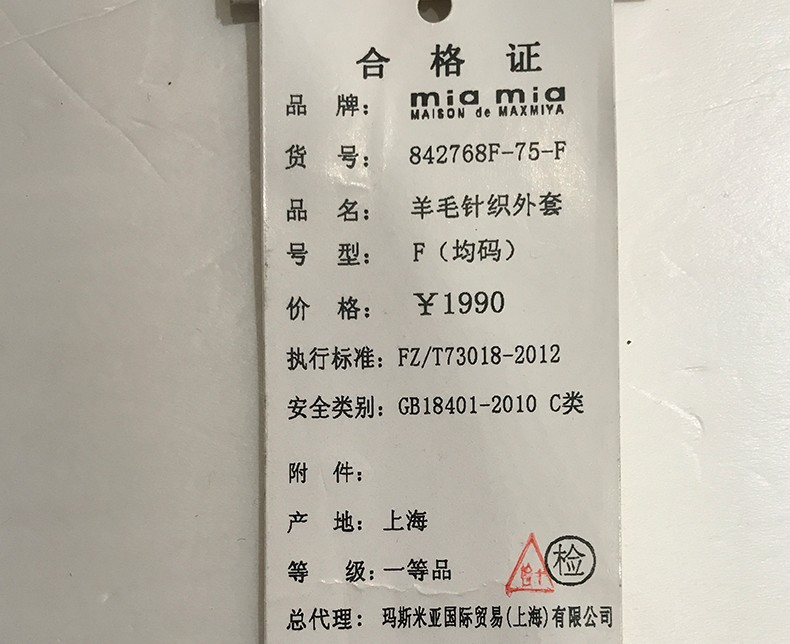 合格证
品牌: mia mia
MAISON de MAXMIYA
货号: 842768F-75-F
品名: 羊毛针织外套
号型: F(均码)
价格: ¥1990
执行标准: FZ/T73018-2012
安全类别: GB18401-2010 C类
附件:
产地: 上海
等级: 一等品
检
总代理: 玛斯米亚国际贸易(上海)有限公司